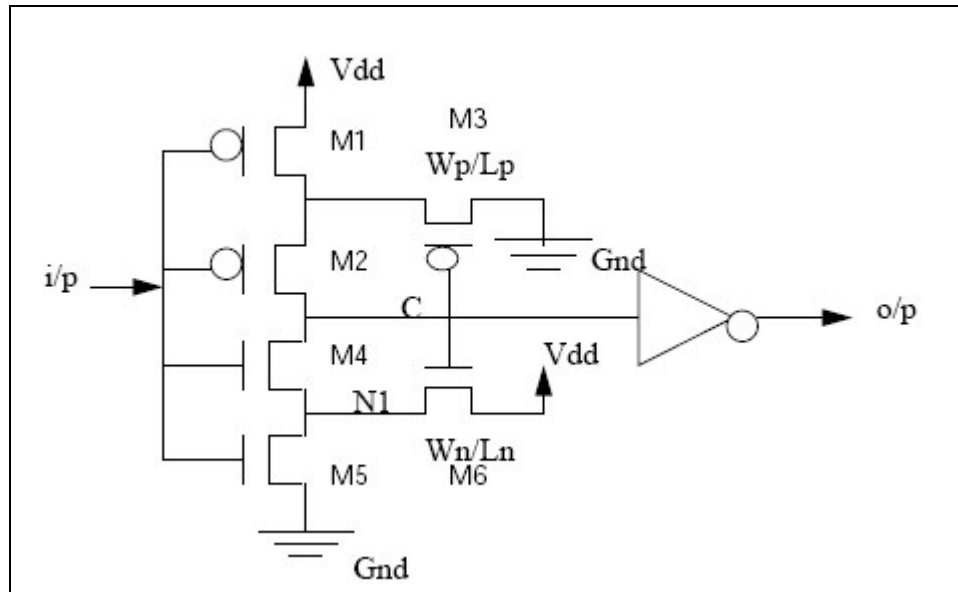 Vdd
M3
M1
Wp/Lp
M2
Gnd
i/p
C
o/p
M4
Vdd
N1
Wn/Ln
M5
M6
Gnd